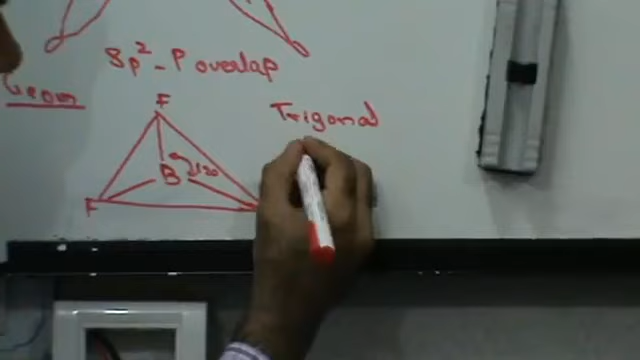 Sp²-P overlap
Geom
F
Trigonal
B 120
F